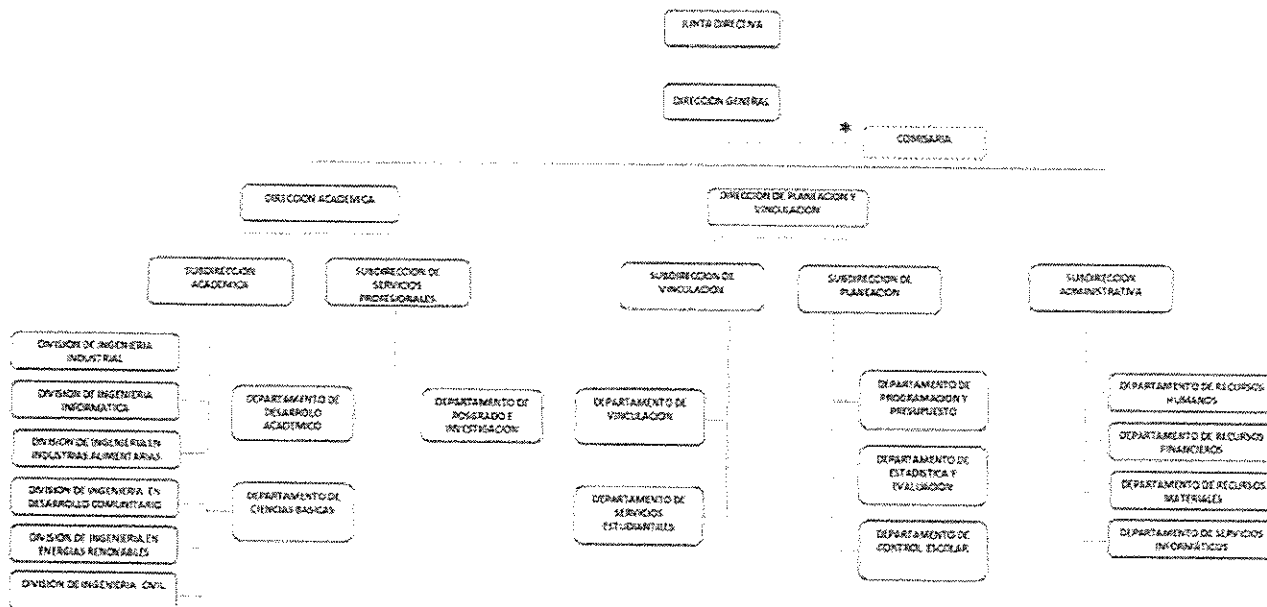 JUNTA DIRECTIVA
DIRECCION GENERAL
*
COMISARIA
DIRECCION ACADEMICA
DIRECCION DE PLANEACION Y
VINCULACION
SUBDIRECCION
ACADEMICA
SUBDIRECCION DE
SERVICIOS
PROFESIONALES.
SUBDIRECCION DE
VINCULACION
SUBDIRECCION DE
PLANEACION
SUBDIRECCION
ADMINISTRATIVA
DIVISION DE INGENIERIA
INDUSTRIAL
DIVISION DE INGENIERIA
INFORMATICA
DIVISION DE INGENIERIA EN
INDUSTRIAS ALIMENTARIAS.
DIVISION DE INGENIERIA EN
DESARROLLO COMUNITARIO
DIVISION DE INGENIERIA EN
ENERGIAS RENOVABLES
DIVISION DE INGENIERIA CIVIL
DEPARTAMENTO DE
DESARROLLO
ACADEMICO
DEPARTAMENTO DE
CIENCIAS BASICAS
DEPARTAMENTO DE
POSGRADO E
INVESTIGACION
DEPARTAMENTO DE
VINCULACION
DEPARTAMENTO DE
SERVICIOS
ESTUDIANTILES
DEPARTAMENTO DE
PROGRAMACION Y
PRESUPUESTO
DEPARTAMENTO DE
ESTADISTICA Y
EVALUACION
DEPARTAMENTO DE
CONTROL ESCOLAR
DEPARTAMENTO DE RECURSOS
HUMANOS
DEPARTAMENTO DE RECURSOS
FINANCIEROS
DEPARTAMENTO DE RECURSOS
MATERIALES
DEPARTAMENTO DE SERVICIOS
INFORMÁTICOS